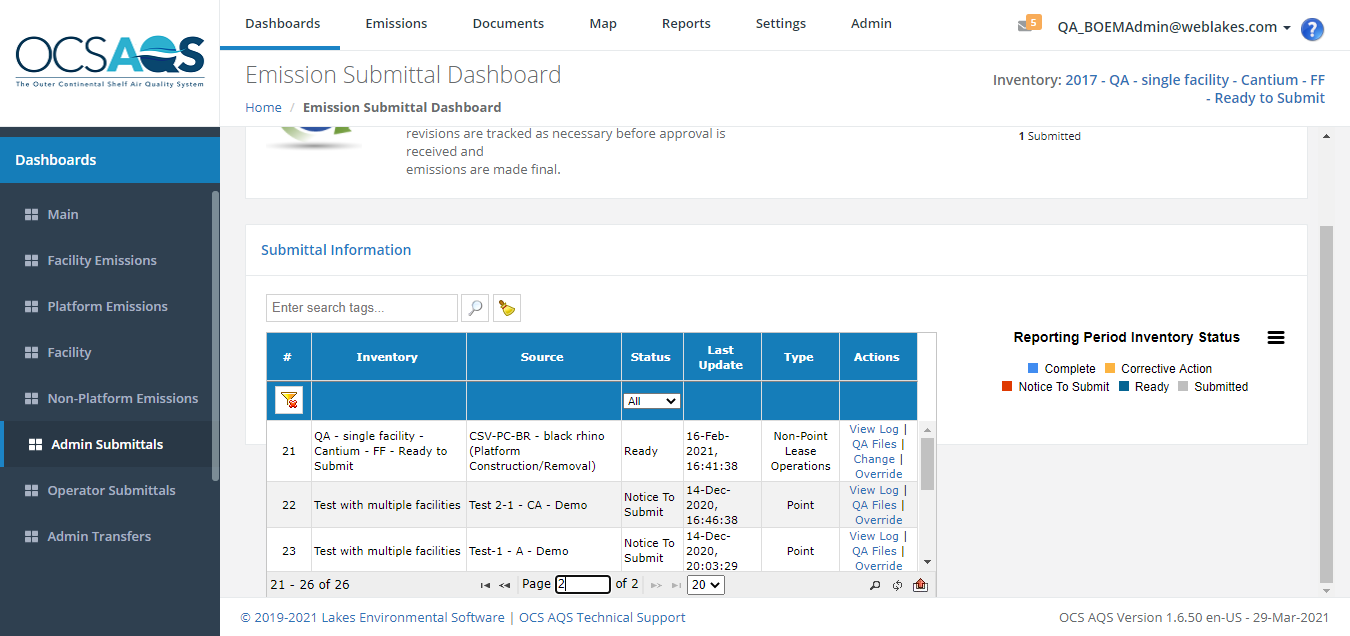 OCSAQS
The Outer Continental Shelf Air Quality System
Dashboards
Emissions
Documents
Map
Reports
Settings
Admin
5
QA_BOEMAdmin@weblakes.com
?
Emission Submittal Dashboard
Home / Emission Submittal Dashboard
Inventory: 2017 - QA - single facility - Cantium - FF
- Ready to Submit
Dashboards
Main
Facility Emissions
Platform Emissions
Facility
Non-Platform Emissions
Admin Submittals
Operator Submittals
Admin Transfers
revisions are tracked as necessary before approval is
received and
emissions are made final.
1 Submitted
Submittal Information
Enter search tags...
# Inventory Source Status Last Update Type Actions
All
21
QA - single facility -
Cantium - FF - Ready to
Submit
CSV-PC-BR - black rhino
(Platform
Construction/Removal)
Ready
16-Feb-
2021,
16:41:38
Non-Point
Lease
Operations
View Log |
QA Files |
Change |
Override
22
Test with multiple facilities
Test 2-1 - CA - Demo
Notice To
Submit
14-Dec-
2020,
16:46:38
Point
View Log |
QA Files |
Override
23
Test with multiple facilities
Test-1 - A - Demo
Notice To
Submit
14-Dec-
2020,
20:03:29
Point
View Log |
QA Files |
Override
21 - 26 of 26
Page 2 of 2
20
Reporting Period Inventory Status
Complete Corrective Action
Notice To Submit Ready Submitted
© 2019-2021 Lakes Environmental Software | OCS AQS Technical Support
OCS AQS Version 1.6.50 en-US - 29-Mar-2021